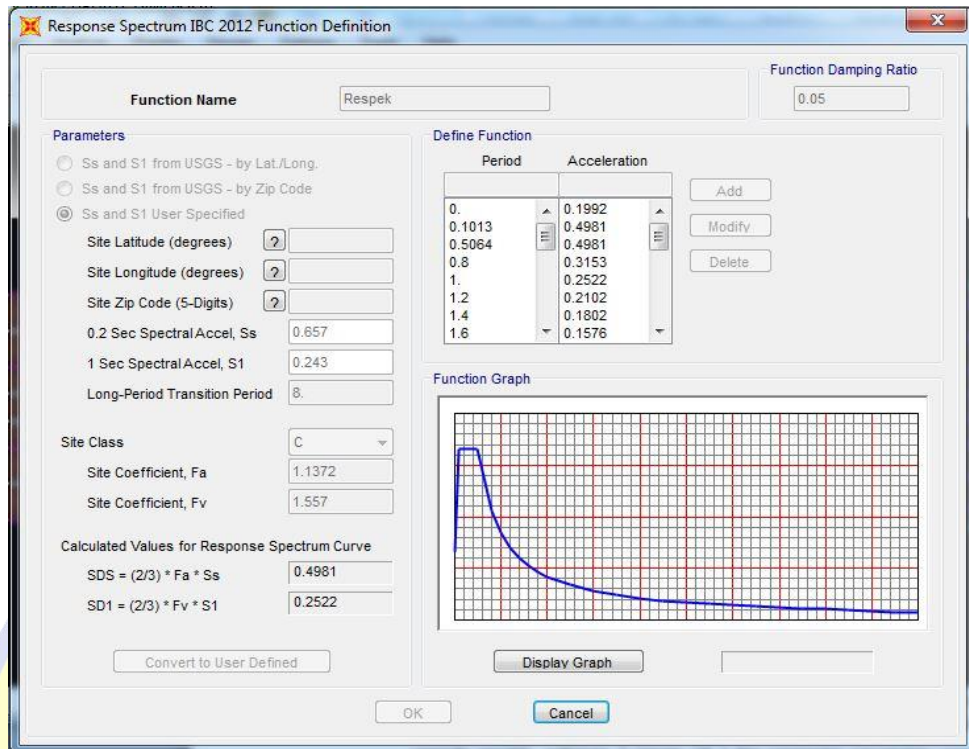 Response Spectrum IBC 2012 Function Definition
Function Damping Ratio
Function Name
Respek
0.05
Parameters
Ss and S1 from USGS - by Lat./Long.
Ss and S1 from USGS - by Zip Code
Ss and S1 User Specified
Site Latitude (degrees) ?
Site Longitude (degrees) ?
Site Zip Code (5-Digits) ?
0.2 Sec Spectral Accel, Ss 0.657
1 Sec Spectral Accel, S1 0.243
Long-Period Transition Period 8.
Site Class C
Site Coefficient, Fa 1.1372
Site Coefficient, Fv 1.557
Calculated Values for Response Spectrum Curve
SDS = (2/3) * Fa * Ss 0.4981
SD1 = (2/3) * Fv * S1 0.2522
Convert to User Defined
Define Function
Period Acceleration
0. 0.1992
0.1013 0.4981
0.5064 0.4981
0.8 0.3153
1. 0.2522
1.2 0.2102
1.4 0.1802
1.6 0.1576
Add
Modify
Delete
Function Graph
Display Graph
OK
Cancel